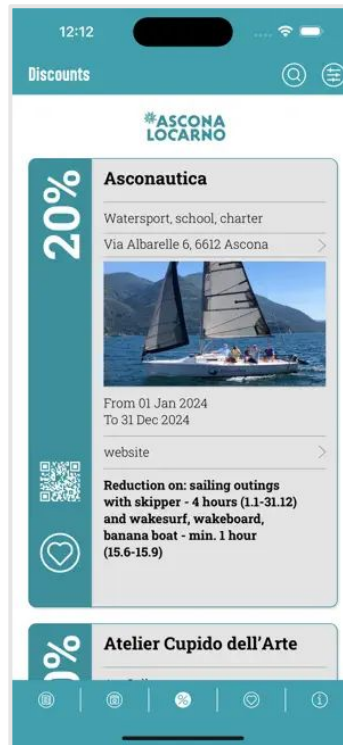 12:12
Discounts
ASCONA
LOCARNO
20%
Asconautica
Watersport, school, charter
Via Albarelle 6, 6612 Ascona
From 01 Jan 2024
To 31 Dec 2024
website
Reduction on: sailing outings
with skipper - 4 hours (1.1-31.12)
and wakesurf, wakeboard,
banana boat - min. 1 hour
(15.6-15.9)
Atelier Cupido dell'Arte